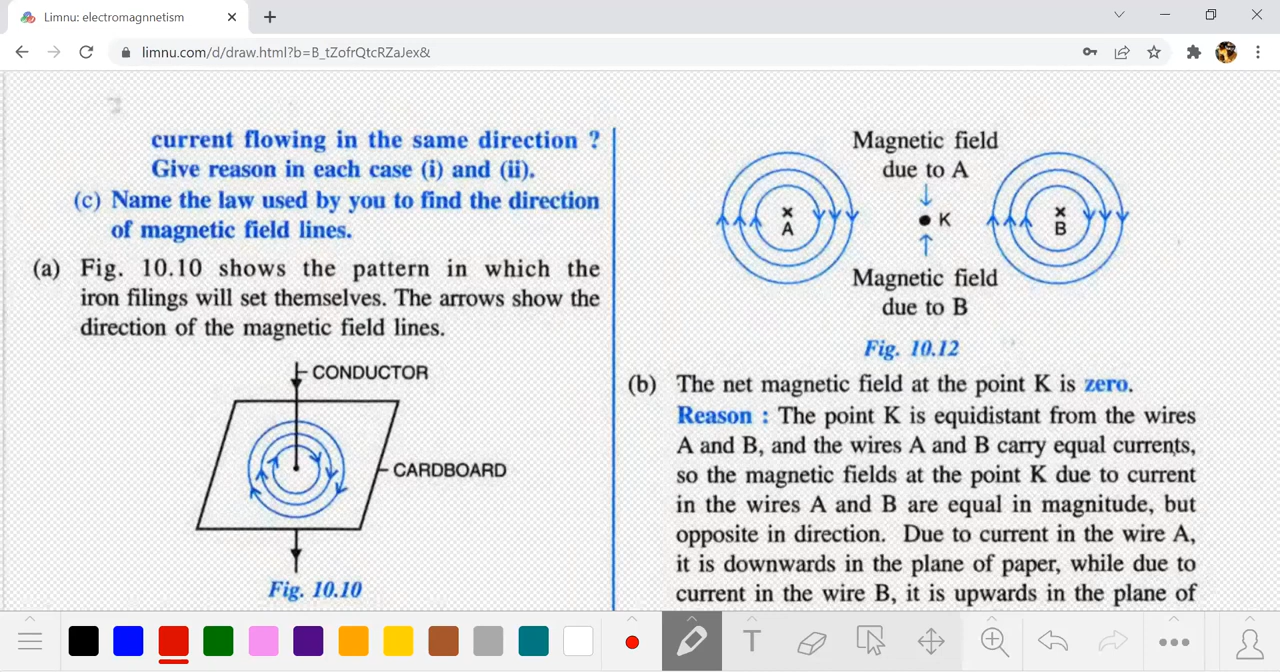 Limnu: electromagnnetism
limnu.com/d/draw.html?b=B_tZofrQtcRZaJex&
current flowing in the same direction ?
Give reason in each case (i) and (ii).
(c) Name the law used by you to find the direction
of magnetic field lines.
(a) Fig. 10.10 shows the pattern in which the
iron filings will set themselves. The arrows show the
direction of the magnetic field lines.
CONDUCTOR
CARDBOARD
Fig. 10.10
Magnetic field
due to A
A
K
B
Magnetic field
due to B
Fig. 10.12
(b) The net magnetic field at the point K is zero.
Reason : The point K is equidistant from the wires
A and B, and the wires A and B carry equal currents,
so the magnetic fields at the point K due to current
in the wires A and B are equal in magnitude, but
opposite in direction. Due to current in the wire A,
it is downwards in the plane of paper, while due to
current in the wire B, it is upwards in the plane of
T